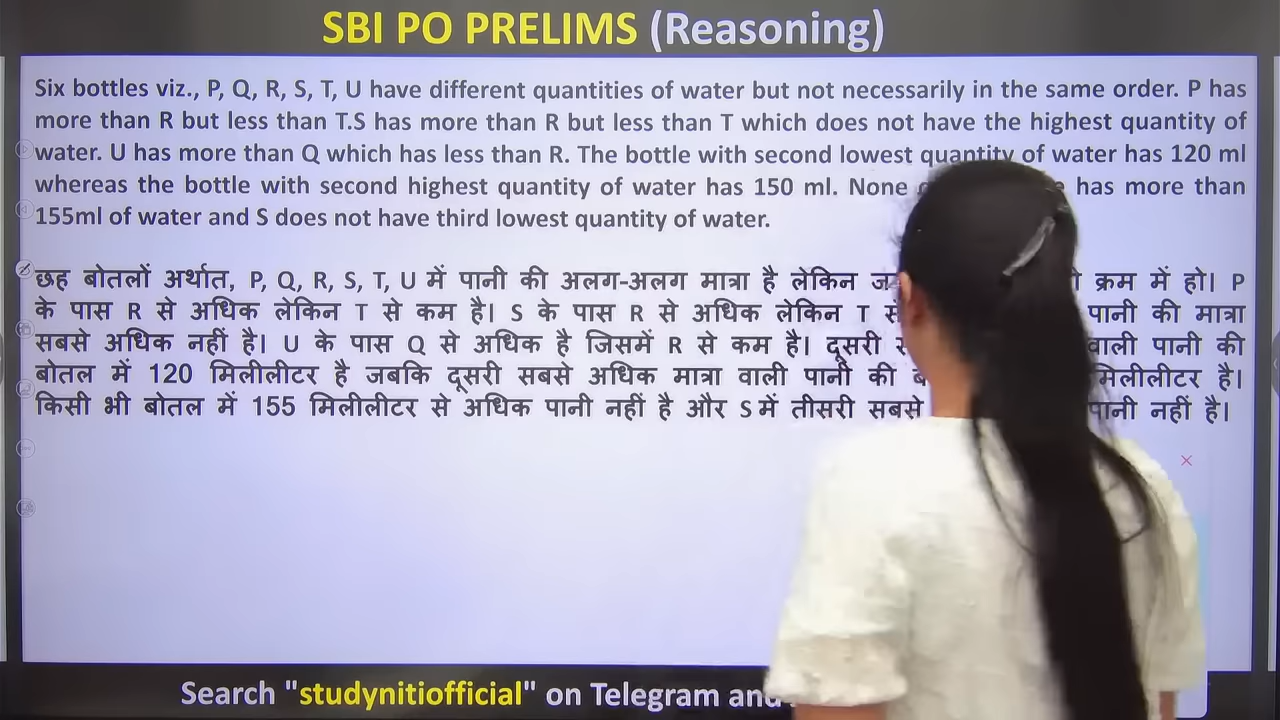 SBI PO PRELIMS (Reasoning)
Six bottles viz., P, Q, R, S, T, U have different quantities of water but not necessarily in the same order. P has
more than R but less than T.S has more than R but less than T which does not have the highest quantity of
water. U has more than Q which has less than R. The bottle with second lowest quantity of water has 120 ml
whereas the bottle with second highest quantity of water has 150 ml. None has more than
155ml of water and S does not have third lowest quantity of water.
छह बोतलों अर्थात, P, Q, R, S, T, U में पानी की अलग-अलग मात्रा है लेकिन क्रम में हो। P
के पास R से अधिक लेकिन T से कम है। S के पास R से अधिक लेकिन T पानी की मात्रा
सबसे अधिक नहीं है। U के पास Q से अधिक है जिसमें R से कम है। दूसरी वाली पानी की
बोतल में 120 मिलीलीटर है जबकि दूसरी सबसे अधिक मात्रा वाली पानी की मिलीलीटर है।
किसी भी बोतल में 155 मिलीलीटर से अधिक पानी नहीं है और S में तीसरी सबसे पानी नहीं है।
Search "studynitiofficial" on Telegram and